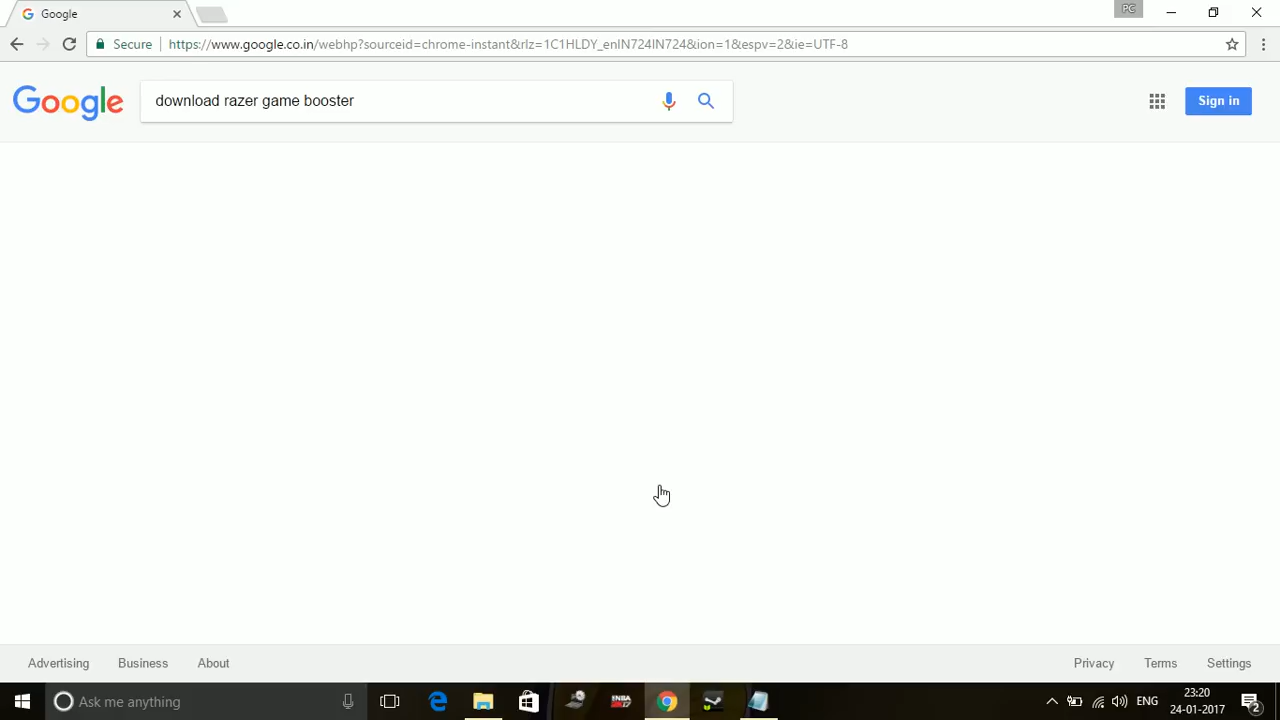 Google
PC
Secure
https://www.google.co.in/webhp?sourceid=chrome-instant&rlz=1C1HLDY_enIN724IN724&ion=1&espv=2&ie=UTF-8
Google
download razer game booster
Sign in
Advertising
Business
About
Privacy
Terms
Settings
Ask me anything
ENG
23:20
24-01-2017
2